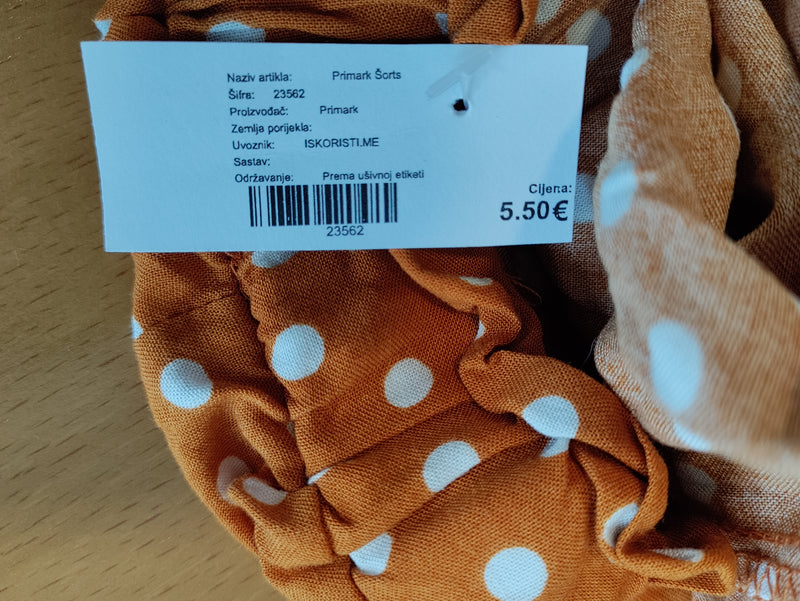 Naziv artikla: Primark Šorts
Šifra: 23562
Proizvođač: Primark
Zemlja porijekla:
Uvoznik: ISKORISTI.ME
Sastav:
Održavanje: Prema ušivnoj etiketi
23562
Cijena:
5.50€